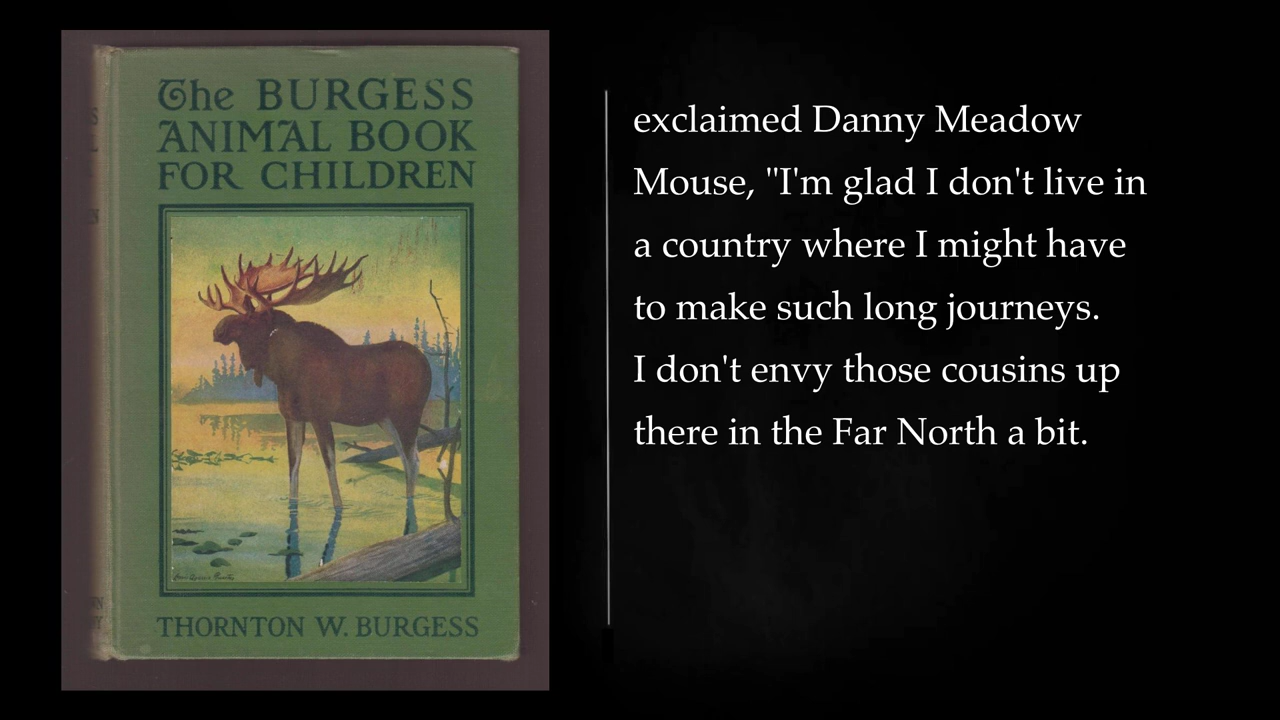 The BURGESS
ANIMAL BOOK
FOR CHILDREN
THORNTON W. BURGESS
exclaimed Danny Meadow
Mouse, "I'm glad I don't live in
a country where I might have
to make such long journeys.
I don't envy those cousins up
there in the Far North a bit.